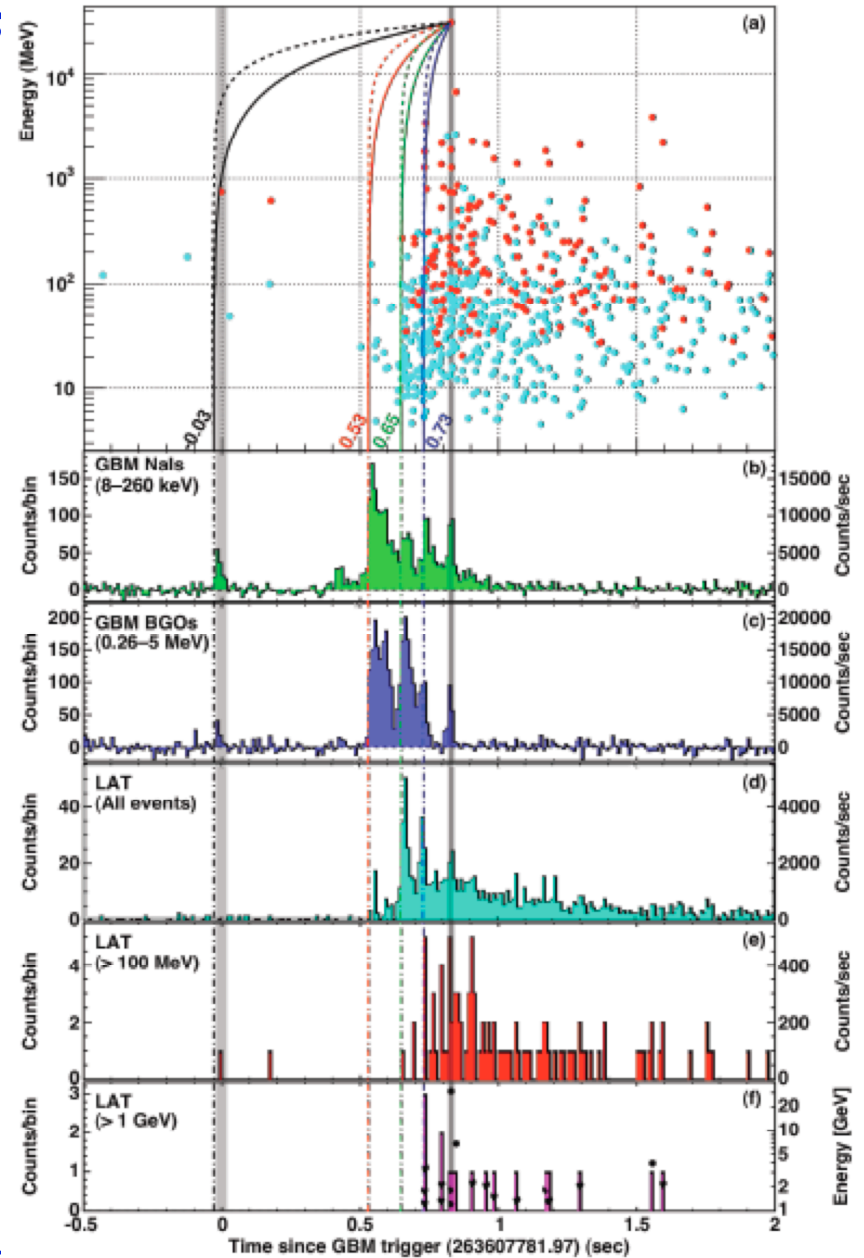 (a)
Energy (MeV)
10⁴
10³
10²
10
-0.03
0.53
0.65
0.73
GBM NaIs
(8–260 keV)
(b)
Counts/bin
150
100
50
0
15000
10000
5000
0
Counts/sec
GBM BGOs
(0.26–5 MeV)
(c)
Counts/bin
200
150
100
50
0
20000
15000
10000
5000
0
Counts/sec
LAT
(All events)
(d)
Counts/bin
40
20
0
4000
2000
0
Counts/sec
LAT
(> 100 MeV)
(e)
Counts/bin
4
2
0
400
200
0
Counts/sec
LAT
(> 1 GeV)
(f)
Counts/bin
3
2
1
0
20
10
5
2
1
Energy [GeV]
-0.5
0
0.5
1
1.5
2
Time since GBM trigger (263607781.97) (sec)